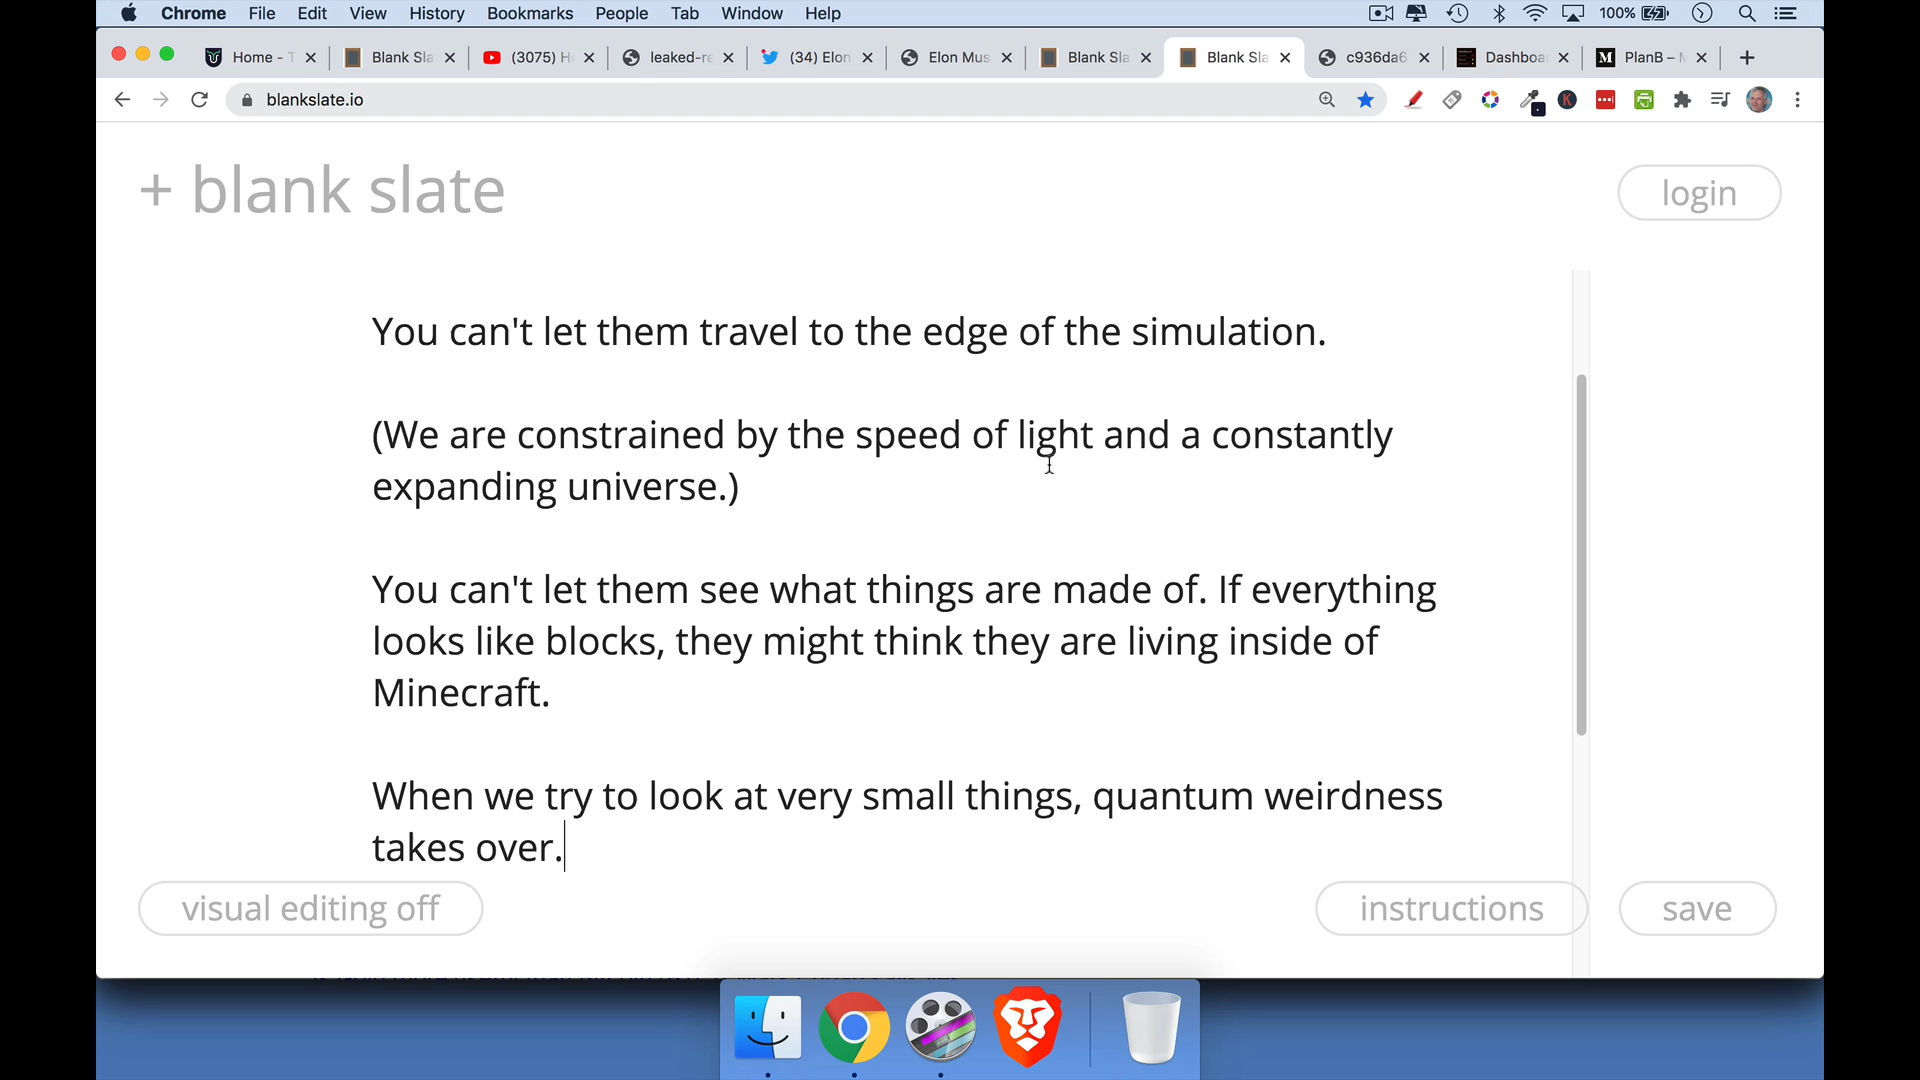 Chrome File Edit View History Bookmarks People Tab Window Help 100%
Home - T Blank Sla (3075) H leaked-re (34) Elon Elon Mus Blank Sla Blank Sla c936da6 Dashboa PlanB – M
blankslate.io
+ blank slate
login
You can't let them travel to the edge of the simulation.
(We are constrained by the speed of light and a constantly
expanding universe.)
You can't let them see what things are made of. If everything
looks like blocks, they might think they are living inside of
Minecraft.
When we try to look at very small things, quantum weirdness
takes over.
visual editing off
instructions
save